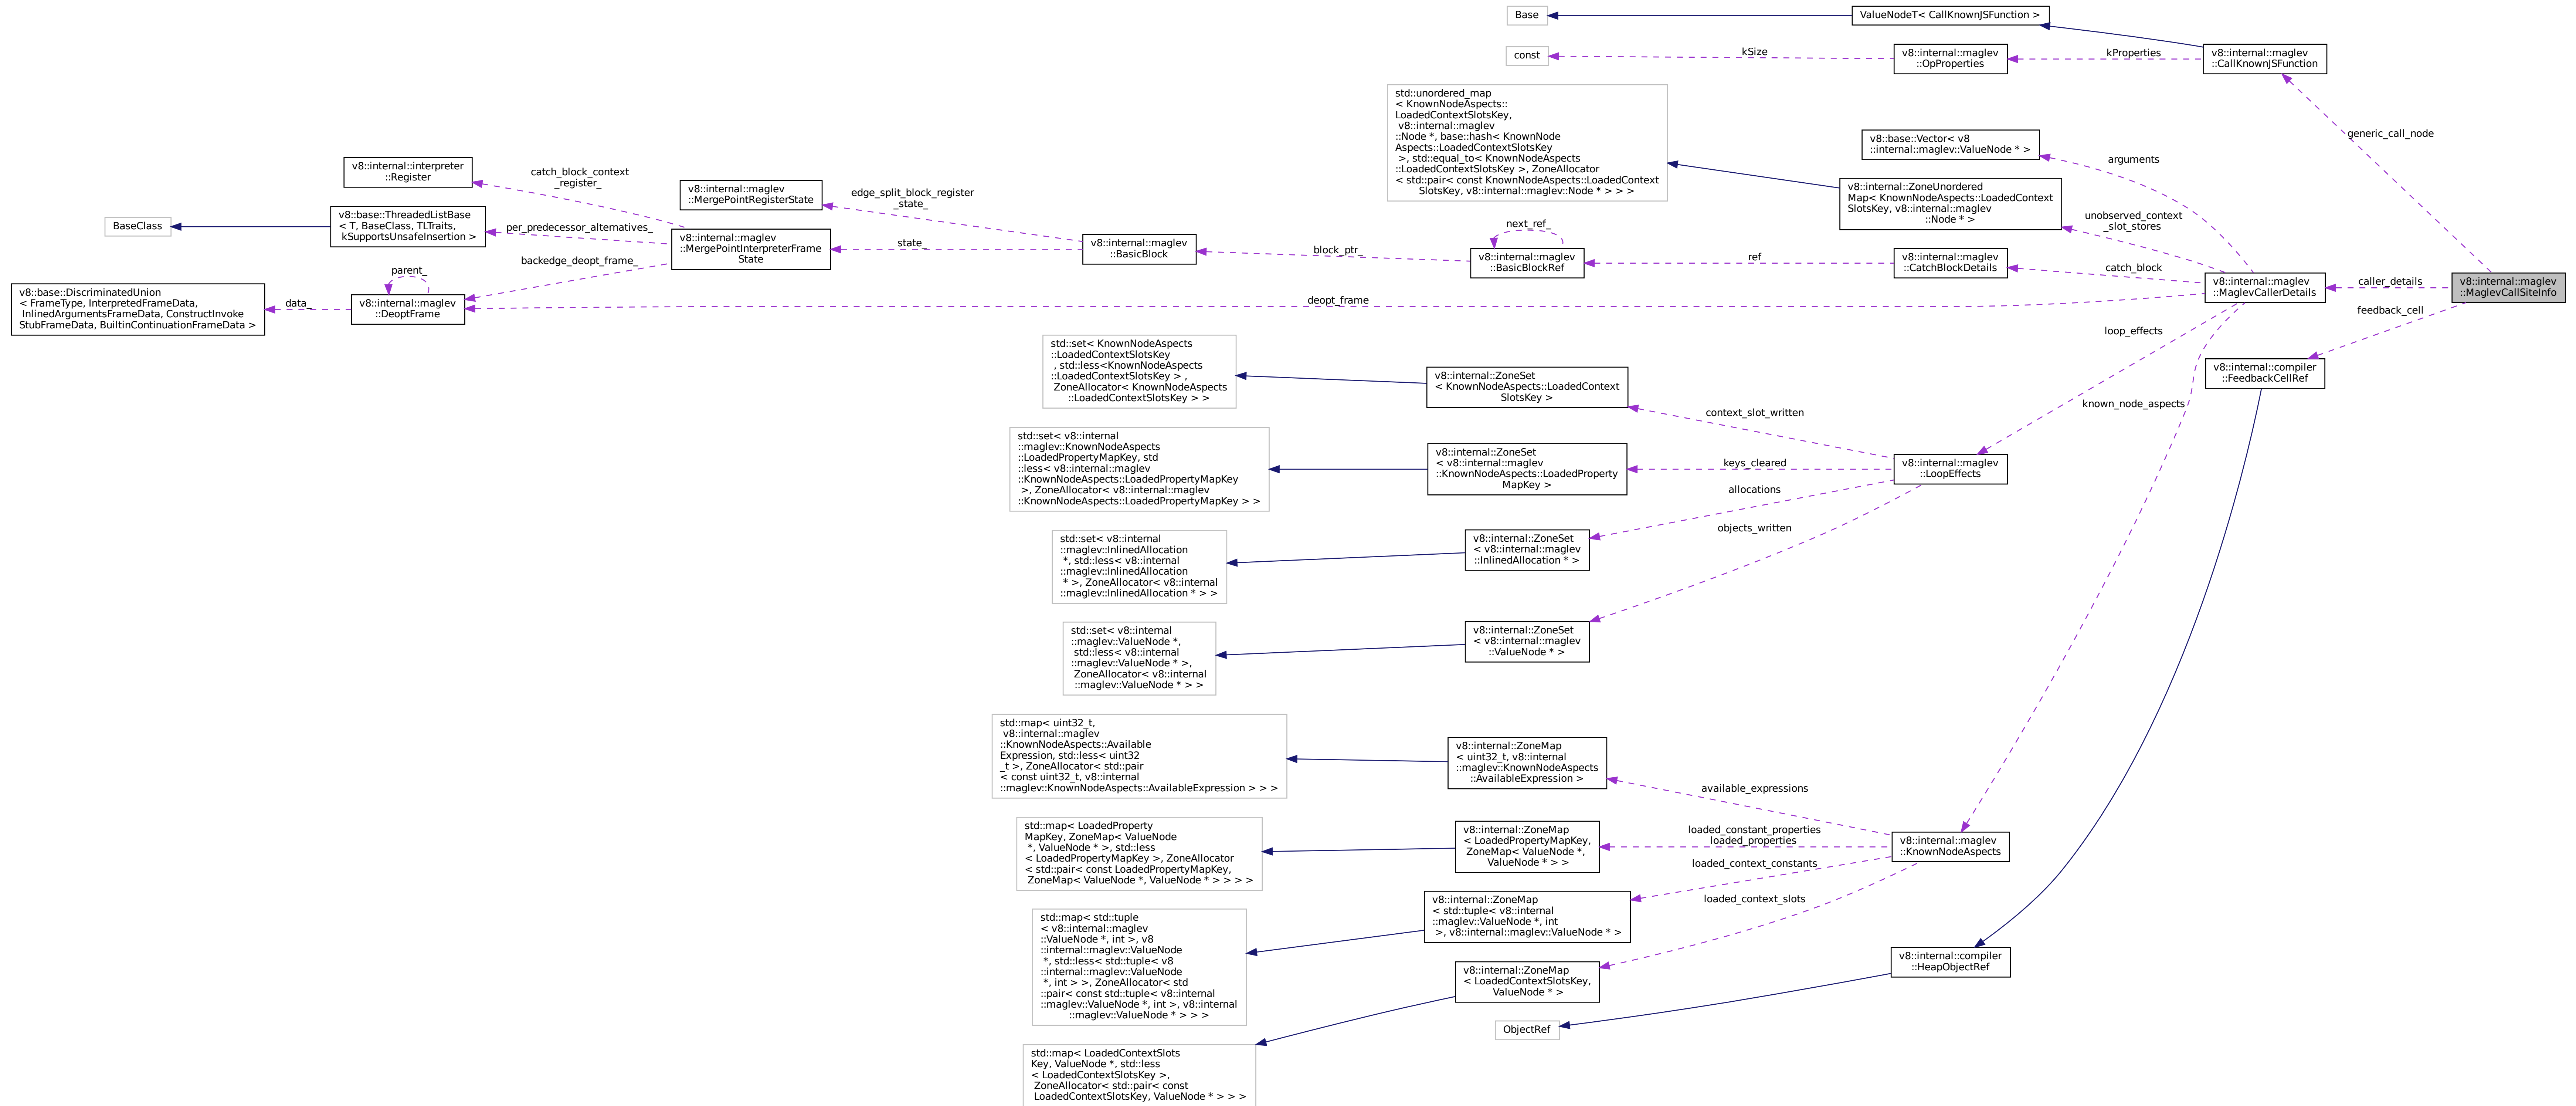 Base
ValueNodeT< CallKnownJSFunction >
const
kSize
v8::internal::maglev
::OpProperties
kProperties
v8::internal::maglev
::CallKnownJSFunction
generic_call_node
std::unordered_map
< KnownNodeAspects::
LoadedContextSlotsKey,
v8::internal::maglev
::Node *, base::hash< KnownNode
Aspects::LoadedContextSlotsKey
>, std::equal_to< KnownNodeAspects
::LoadedContextSlotsKey >, ZoneAllocator
< std::pair< const KnownNodeAspects::LoadedContext
SlotsKey, v8::internal::maglev::Node * > > >
v8::base::Vector< v8
::internal::maglev::ValueNode * >
arguments
v8::internal::ZoneUnordered
Map< KnownNodeAspects::LoadedContext
SlotsKey, v8::internal::maglev
::Node * >
unobserved_context
_slot_stores
v8::internal::interpreter
::Register
catch_block_context
_register_
v8::internal::maglev
::MergePointRegisterState
edge_split_block_register
_state_
BaseClass
v8::base::ThreadedListBase
< T, BaseClass, TLTraits,
kSupportsUnsafeInsertion >
per_predecessor_alternatives_
v8::internal::maglev
::MergePointInterpreterFrame
State
state_
v8::internal::maglev
::BasicBlock
block_ptr_
next_ref_
v8::internal::maglev
::BasicBlockRef
ref
v8::internal::maglev
::CatchBlockDetails
catch_block
backedge_deopt_frame_
v8::base::DiscriminatedUnion
< FrameType, InterpretedFrameData,
InlinedArgumentsFrameData, ConstructInvoke
StubFrameData, BuiltinContinuationFrameData >
data_
parent_
v8::internal::maglev
::DeoptFrame
deopt_frame
v8::internal::maglev
::MaglevCallerDetails
caller_details
v8::internal::maglev
::MaglevCallSiteInfo
feedback_cell
loop_effects
v8::internal::compiler
::FeedbackCellRef
known_node_aspects
std::set< KnownNodeAspects
::LoadedContextSlotsKey
, std::less<KnownNodeAspects
::LoadedContextSlotsKey > ,
ZoneAllocator< KnownNodeAspects
::LoadedContextSlotsKey > >
v8::internal::ZoneSet
< KnownNodeAspects::LoadedContext
SlotsKey >
context_slot_written
std::set< v8::internal
::maglev::KnownNodeAspects
::LoadedPropertyMapKey, std
::less< v8::internal::maglev
::KnownNodeAspects::LoadedPropertyMapKey
>, ZoneAllocator< v8::internal::maglev
::KnownNodeAspects::LoadedPropertyMapKey > >
v8::internal::ZoneSet
< v8::internal::maglev
::KnownNodeAspects::LoadedProperty
MapKey >
keys_cleared
v8::internal::maglev
::LoopEffects
allocations
objects_written
std::set< v8::internal
::maglev::InlinedAllocation
*, std::less< v8::internal
::maglev::InlinedAllocation
* >, ZoneAllocator< v8::internal
::maglev::InlinedAllocation * > >
v8::internal::ZoneSet
< v8::internal::maglev
::InlinedAllocation * >
std::set< v8::internal
::maglev::ValueNode *,
std::less< v8::internal
::maglev::ValueNode * >,
ZoneAllocator< v8::internal
::maglev::ValueNode * > >
v8::internal::ZoneSet
< v8::internal::maglev
::ValueNode * >
std::map< uint32_t,
v8::internal::maglev
::KnownNodeAspects::Available
Expression, std::less< uint32
_t >, ZoneAllocator< std::pair
< const uint32_t, v8::internal
::maglev::KnownNodeAspects::AvailableExpression > > >
v8::internal::ZoneMap
< uint32_t, v8::internal
::maglev::KnownNodeAspects
::AvailableExpression >
available_expressions
std::map< LoadedProperty
MapKey, ZoneMap< ValueNode
*, ValueNode * >, std::less
< LoadedPropertyMapKey >, ZoneAllocator
< std::pair< const LoadedPropertyMapKey,
ZoneMap< ValueNode *, ValueNode * > > > >
v8::internal::ZoneMap
< LoadedPropertyMapKey,
ZoneMap< ValueNode *,
ValueNode * > >
loaded_constant_properties
loaded_properties
v8::internal::maglev
::KnownNodeAspects
loaded_context_constants
loaded_context_slots
std::map< std::tuple
< v8::internal::maglev
::ValueNode *, int >, v8
::internal::maglev::ValueNode
*, std::less< std::tuple< v8
::internal::maglev::ValueNode
*, int > >, ZoneAllocator< std
::pair< const std::tuple< v8::internal
::maglev::ValueNode *, int >, v8::internal
::maglev::ValueNode * > > >
v8::internal::ZoneMap
< std::tuple< v8::internal
::maglev::ValueNode *, int
>, v8::internal::maglev::ValueNode * >
v8::internal::ZoneMap
< LoadedContextSlotsKey,
ValueNode * >
v8::internal::compiler
::HeapObjectRef
ObjectRef
std::map< LoadedContextSlots
Key, ValueNode *, std::less
< LoadedContextSlotsKey >,
ZoneAllocator< std::pair< const
LoadedContextSlotsKey, ValueNode * > > >